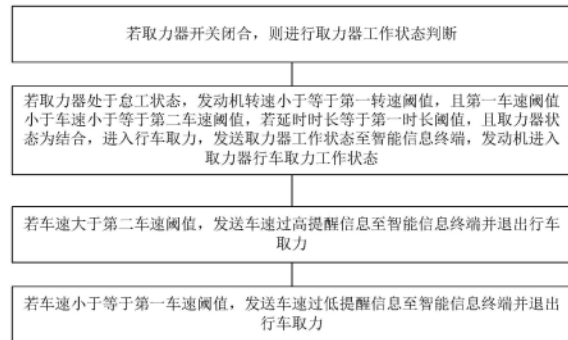 若取力器开关闭合，则进行取力器工作状态判断
若取力器处于怠工状态，发动机转速小于等于第一转速阈值，且第一车速阈值
小于车速小于等于第二车速阈值，若延时时长等于第一时长阈值，且取力器状
态为结合，进入行车取力，发送取力器工作状态至智能信息终端，发动机进入
取力器行车取力工作状态
若车速大于第二车速阈值，发送车速过高提醒信息至智能信息终端并退出行车
取力
若车速小于等于第一车速阈值，发送车速过低提醒信息至智能信息终端并退出
行车取力